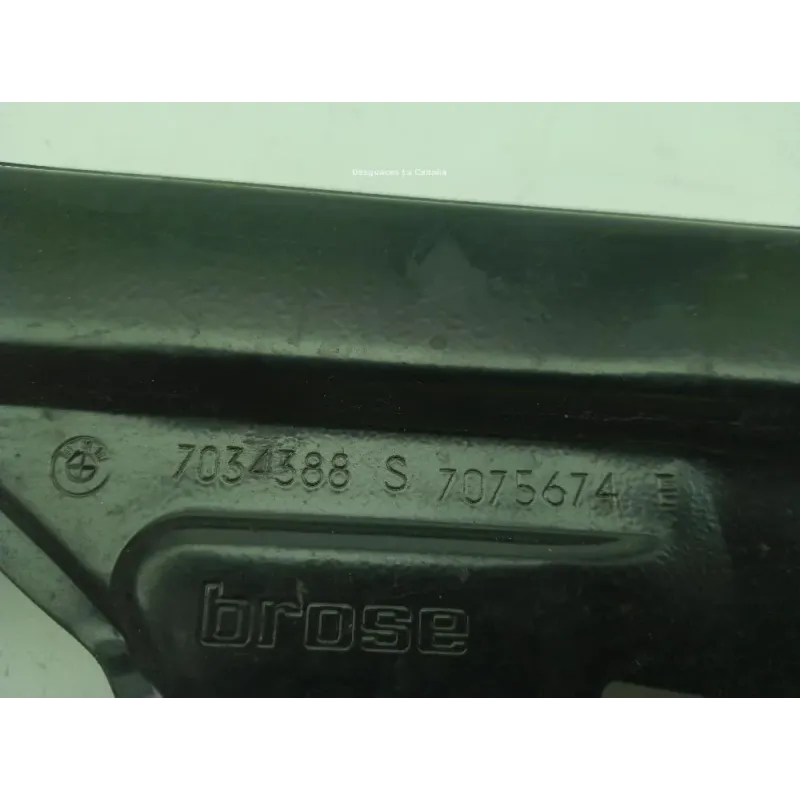 Desguaces La Cabaña
7034388 S 7075674 E
brose